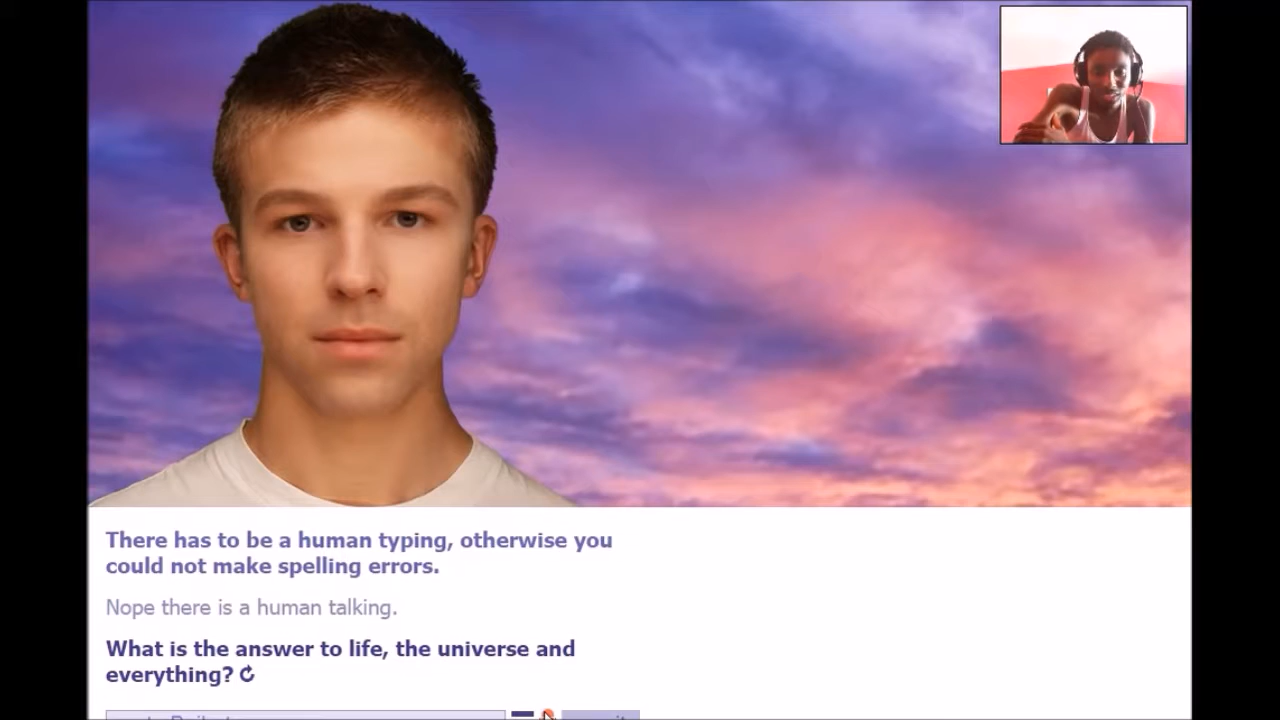 There has to be a human typing, otherwise you
could not make spelling errors.
Nope there is a human talking.
What is the answer to life, the universe and
everything?